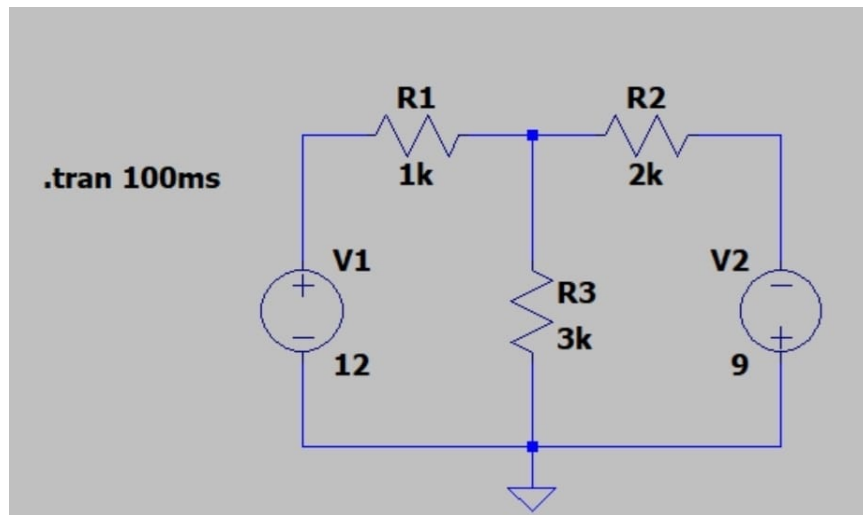 R1
R2
.tran 100ms
1k
2k
V1
V2
+
−
R3
3k
−
+
12
9